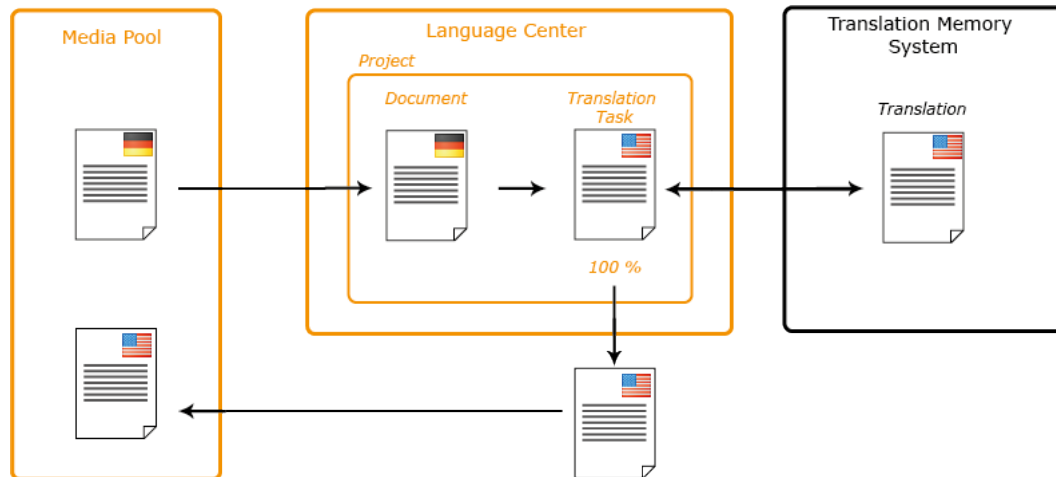 Media Pool
Language Center
Translation Memory
System
Project
Document
Translation
Task
Translation
100 %